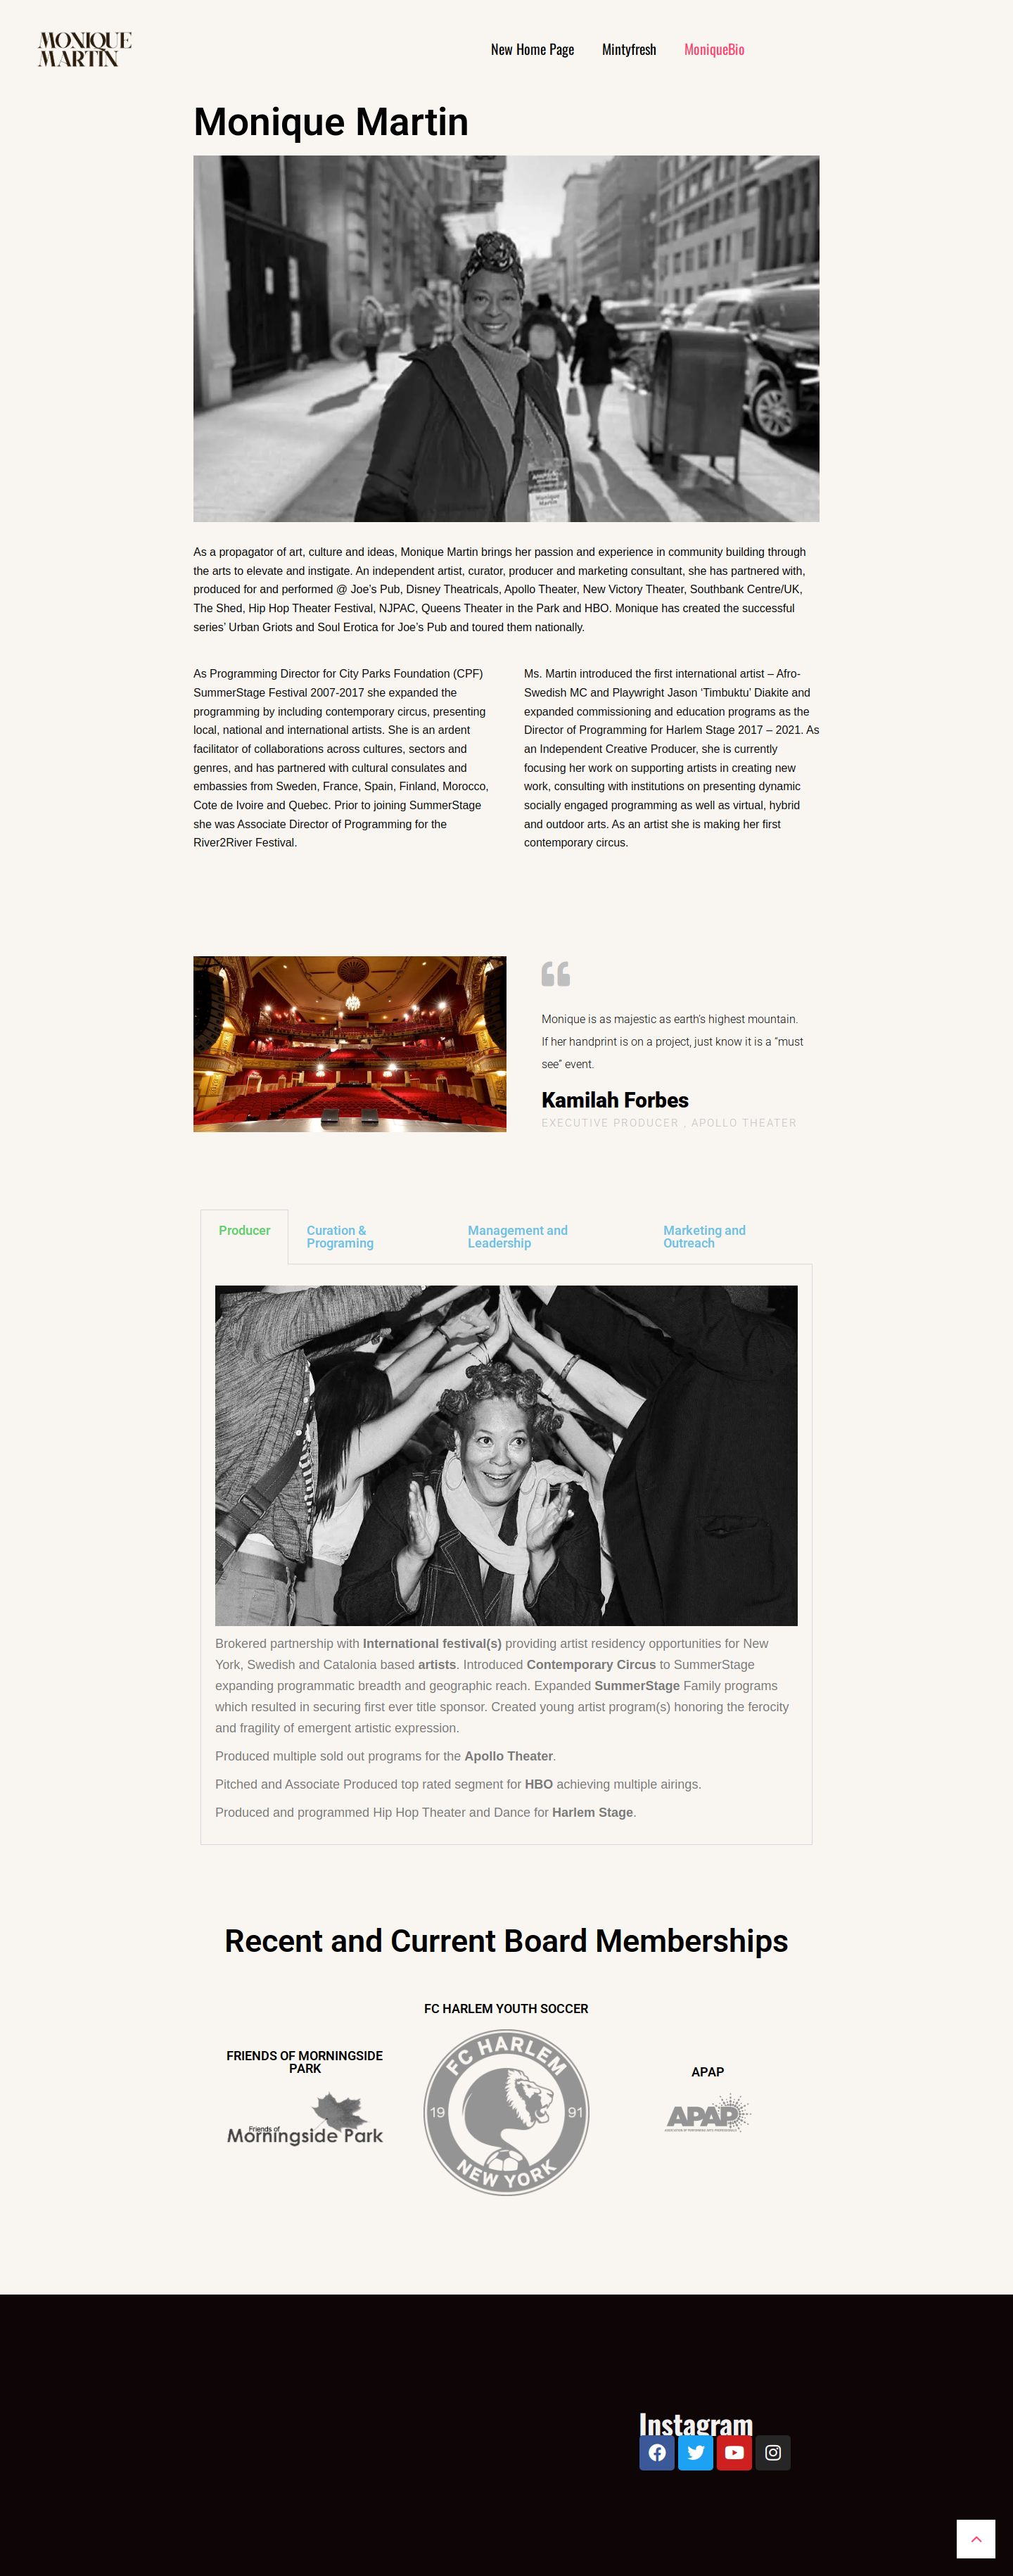 MONIQUE
MARTIN
New Home Page
Mintyfresh
MoniqueBio
Monique Martin
Monique
Martin
As a propagator of art, culture and ideas, Monique Martin brings her passion and experience in community building through
the arts to elevate and instigate. An independent artist, curator, producer and marketing consultant, she has partnered with,
produced for and performed @ Joe’s Pub, Disney Theatricals, Apollo Theater, New Victory Theater, Southbank Centre/UK,
The Shed, Hip Hop Theater Festival, NJPAC, Queens Theater in the Park and HBO. Monique has created the successful
series’ Urban Griots and Soul Erotica for Joe’s Pub and toured them nationally.
As Programming Director for City Parks Foundation (CPF)
SummerStage Festival 2007-2017 she expanded the
programming by including contemporary circus, presenting
local, national and international artists. She is an ardent
facilitator of collaborations across cultures, sectors and
genres, and has partnered with cultural consulates and
embassies from Sweden, France, Spain, Finland, Morocco,
Cote de Ivoire and Quebec. Prior to joining SummerStage
she was Associate Director of Programming for the
River2River Festival.
Ms. Martin introduced the first international artist – Afro-
Swedish MC and Playwright Jason ‘Timbuktu’ Diakite and
expanded commissioning and education programs as the
Director of Programming for Harlem Stage 2017 – 2021. As
an Independent Creative Producer, she is currently
focusing her work on supporting artists in creating new
work, consulting with institutions on presenting dynamic
socially engaged programming as well as virtual, hybrid
and outdoor arts. As an artist she is making her first
contemporary circus.
Monique is as majestic as earth’s highest mountain.
If her handprint is on a project, just know it is a “must
see” event.
Kamilah Forbes
EXECUTIVE PRODUCER , APOLLO THEATER
Producer
Curation &
Programing
Management and
Leadership
Marketing and
Outreach
Brokered partnership with International festival(s) providing artist residency opportunities for New
York, Swedish and Catalonia based artists. Introduced Contemporary Circus to SummerStage
expanding programmatic breadth and geographic reach. Expanded SummerStage Family programs
which resulted in securing first ever title sponsor. Created young artist program(s) honoring the ferocity
and fragility of emergent artistic expression.
Produced multiple sold out programs for the Apollo Theater.
Pitched and Associate Produced top rated segment for HBO achieving multiple airings.
Produced and programmed Hip Hop Theater and Dance for Harlem Stage.
Recent and Current Board Memberships
FRIENDS OF MORNINGSIDE
PARK
Friends of
Morningside Park
FC HARLEM YOUTH SOCCER
FC HARLEM
19 91
NEW YORK
APAP
APAP
Instagram